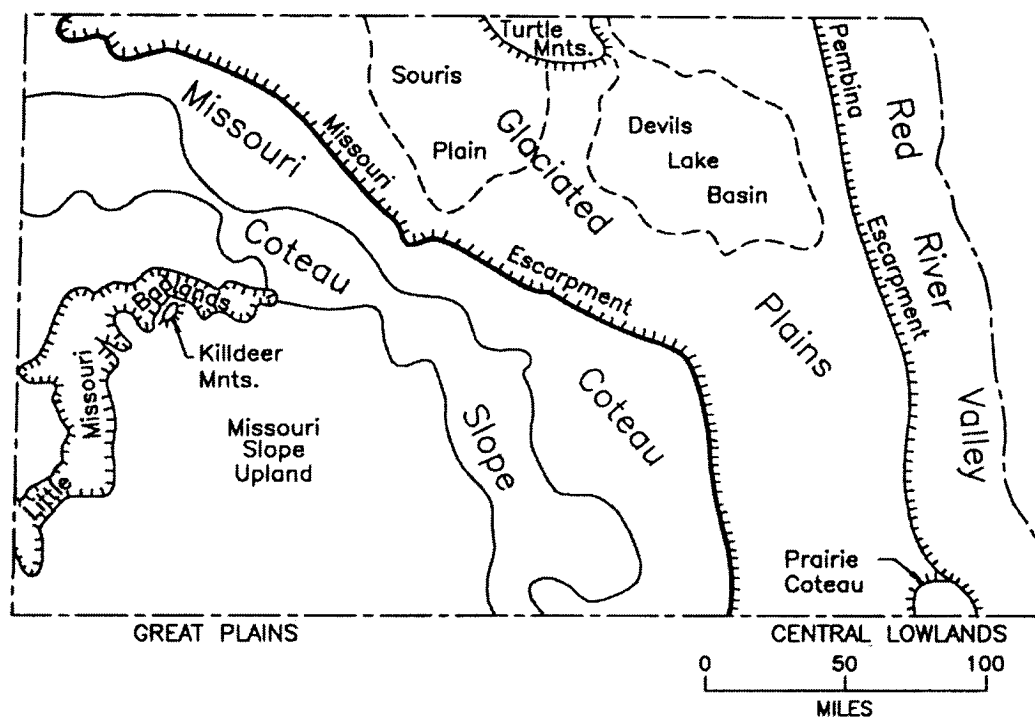 Turtle
Mnts.
Pembina
Red
Souris
Missouri
Missouri
Glaciated
Devils
Lake
Basin
Plain
Coteau
Escarpment
Escarpment
River
Badlands
Killdeer
Mnts.
Plains
Missouri
Coteau
Valley
Missouri
Slope
Upland
Slope
Little
Prairie
Coteau
GREAT PLAINS
CENTRAL LOWLANDS
0 50 100
MILES